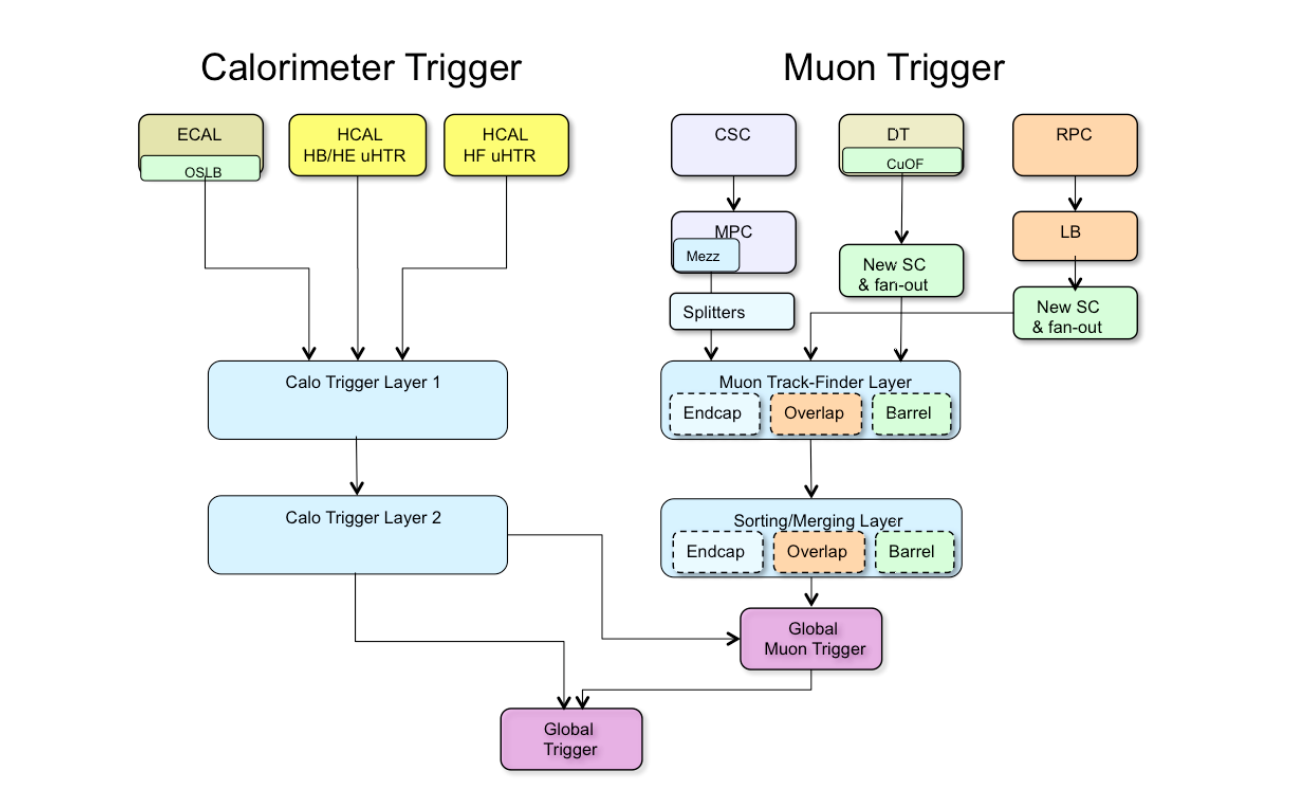 Calorimeter Trigger
Muon Trigger
ECAL
OSLB
HCAL
HB/HE uHTR
HCAL
HF uHTR
CSC
DT
CuOF
RPC
MPC
Mezz
LB
New SC
& fan-out
Splitters
New SC
& fan-out
Calo Trigger Layer 1
Muon Track-Finder Layer
Endcap
Overlap
Barrel
Calo Trigger Layer 2
Sorting/Merging Layer
Endcap
Overlap
Barrel
Global
Muon Trigger
Global
Trigger